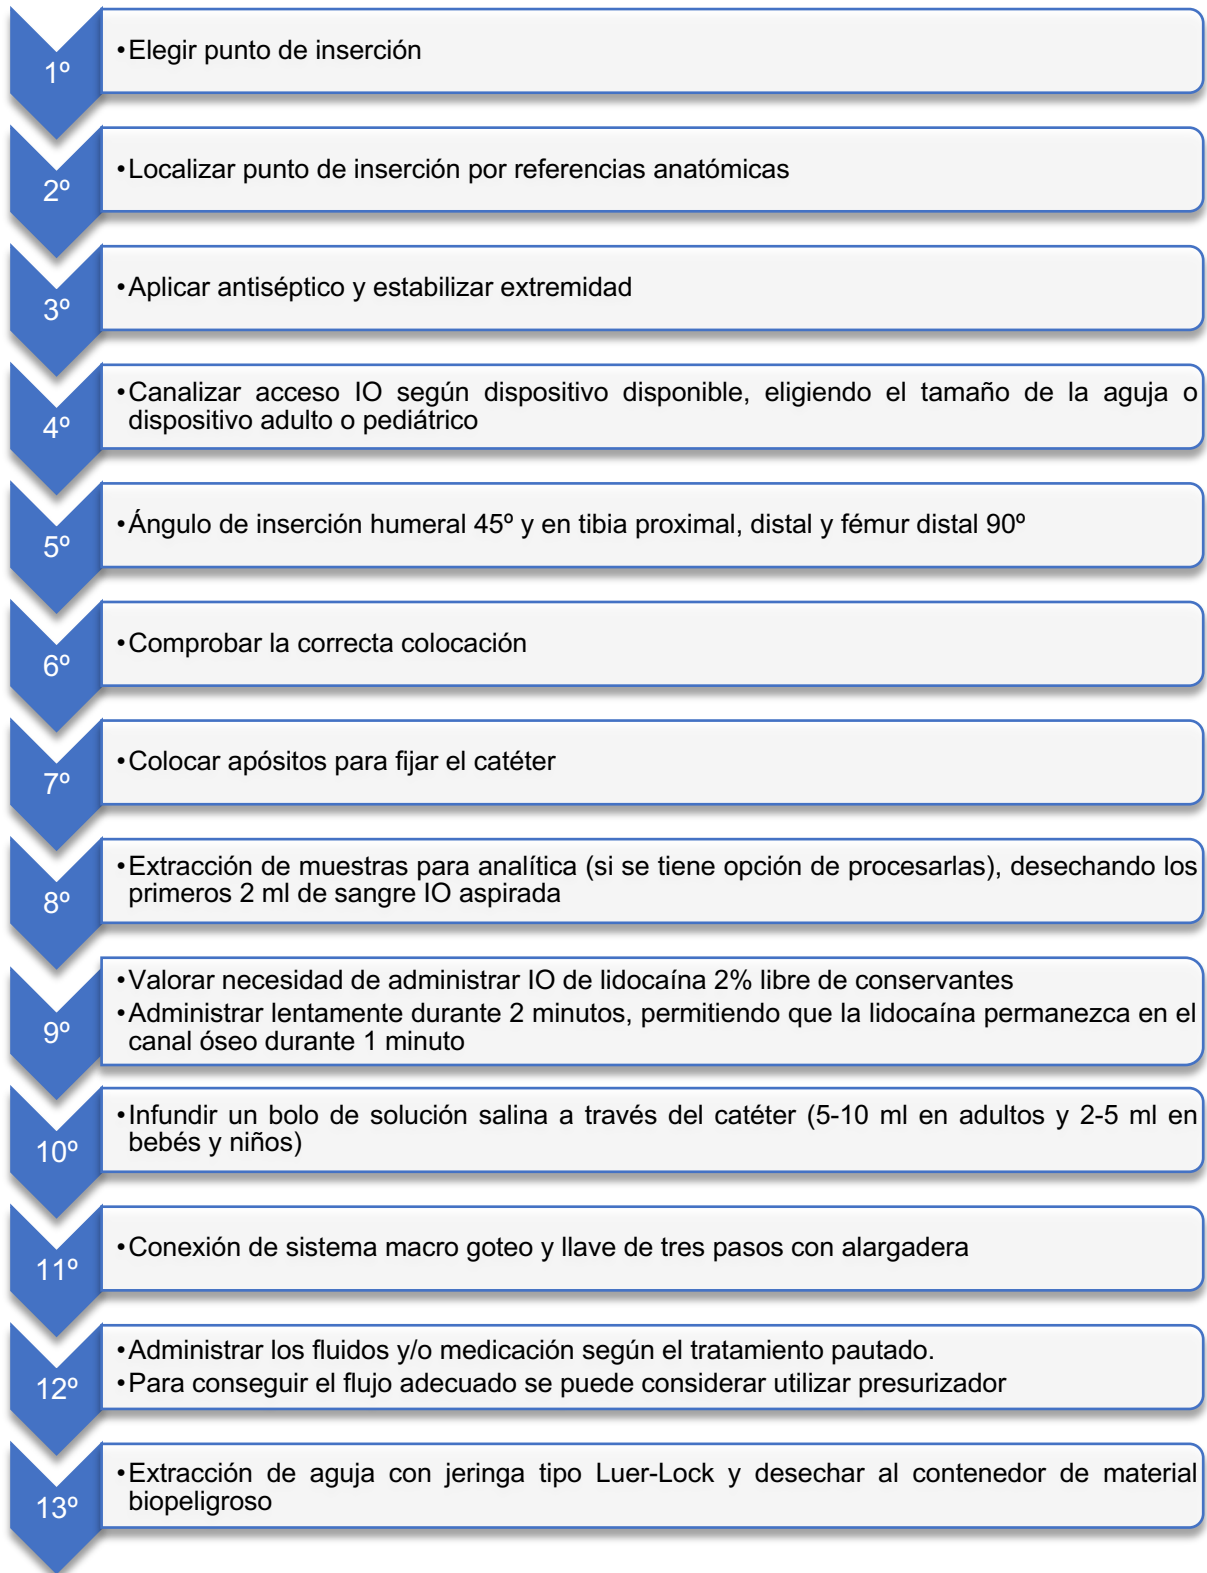 1º
•Elegir punto de inserción
2º
•Localizar punto de inserción por referencias anatómicas
3º
•Aplicar antiséptico y estabilizar extremidad
4º
•Canalizar acceso IO según dispositivo disponible, eligiendo el tamaño de la aguja o
dispositivo adulto o pediátrico
5º
•Ángulo de inserción humeral 45º y en tibia proximal, distal y fémur distal 90º
6º
•Comprobar la correcta colocación
7º
•Colocar apósitos para fijar el catéter
8º
•Extracción de muestras para analítica (si se tiene opción de procesarlas), desechando los
primeros 2 ml de sangre IO aspirada
9º
•Valorar necesidad de administrar IO de lidocaína 2% libre de conservantes
•Administrar lentamente durante 2 minutos, permitiendo que la lidocaína permanezca en el
canal óseo durante 1 minuto
10º
•Infundir un bolo de solución salina a través del catéter (5-10 ml en adultos y 2-5 ml en
bebés y niños)
11º
•Conexión de sistema macro goteo y llave de tres pasos con alargadera
12º
•Administrar los fluidos y/o medicación según el tratamiento pautado.
•Para conseguir el flujo adecuado se puede considerar utilizar presurizador
13º
•Extracción de aguja con jeringa tipo Luer-Lock y desechar al contenedor de material
biopeligroso